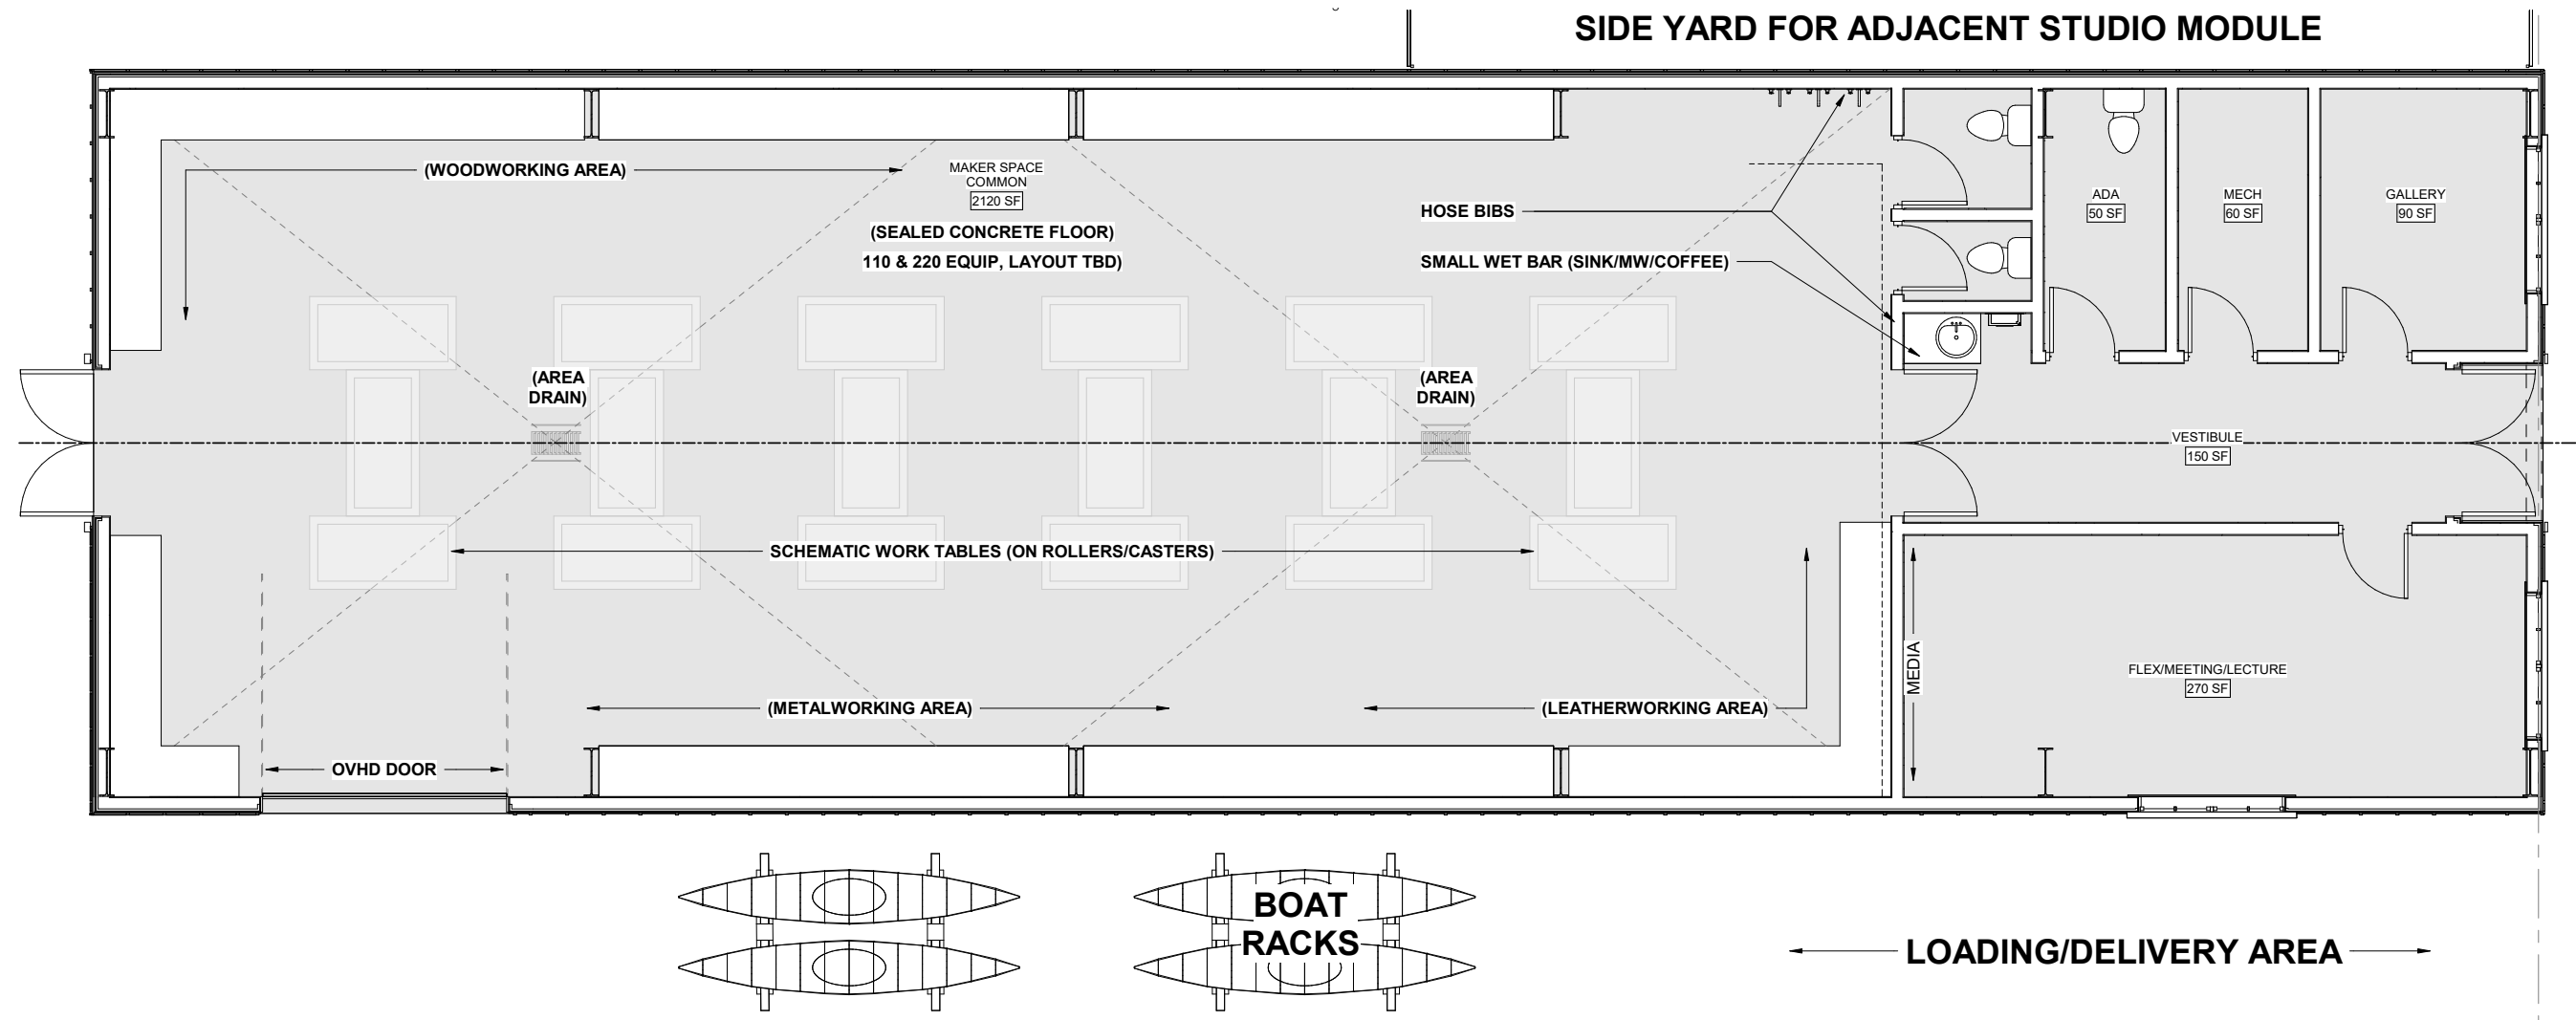 SIDE YARD FOR ADJACENT STUDIO MODULE
(WOODWORKING AREA)
MAKER SPACE
COMMON
2120 SF
(SEALED CONCRETE FLOOR)
110 & 220 EQUIP, LAYOUT TBD)
HOSE BIBS
SMALL WET BAR (SINK/MW/COFFEE)
ADA
50 SF
MECH
60 SF
GALLERY
90 SF
(AREA
DRAIN)
(AREA
DRAIN)
VESTIBULE
150 SF
SCHEMATIC WORK TABLES (ON ROLLERS/CASTERS)
MEDIA
FLEX/MEETING/LECTURE
270 SF
(METALWORKING AREA)
(LEATHERWORKING AREA)
OVHD DOOR
BOAT
RACKS
LOADING/DELIVERY AREA